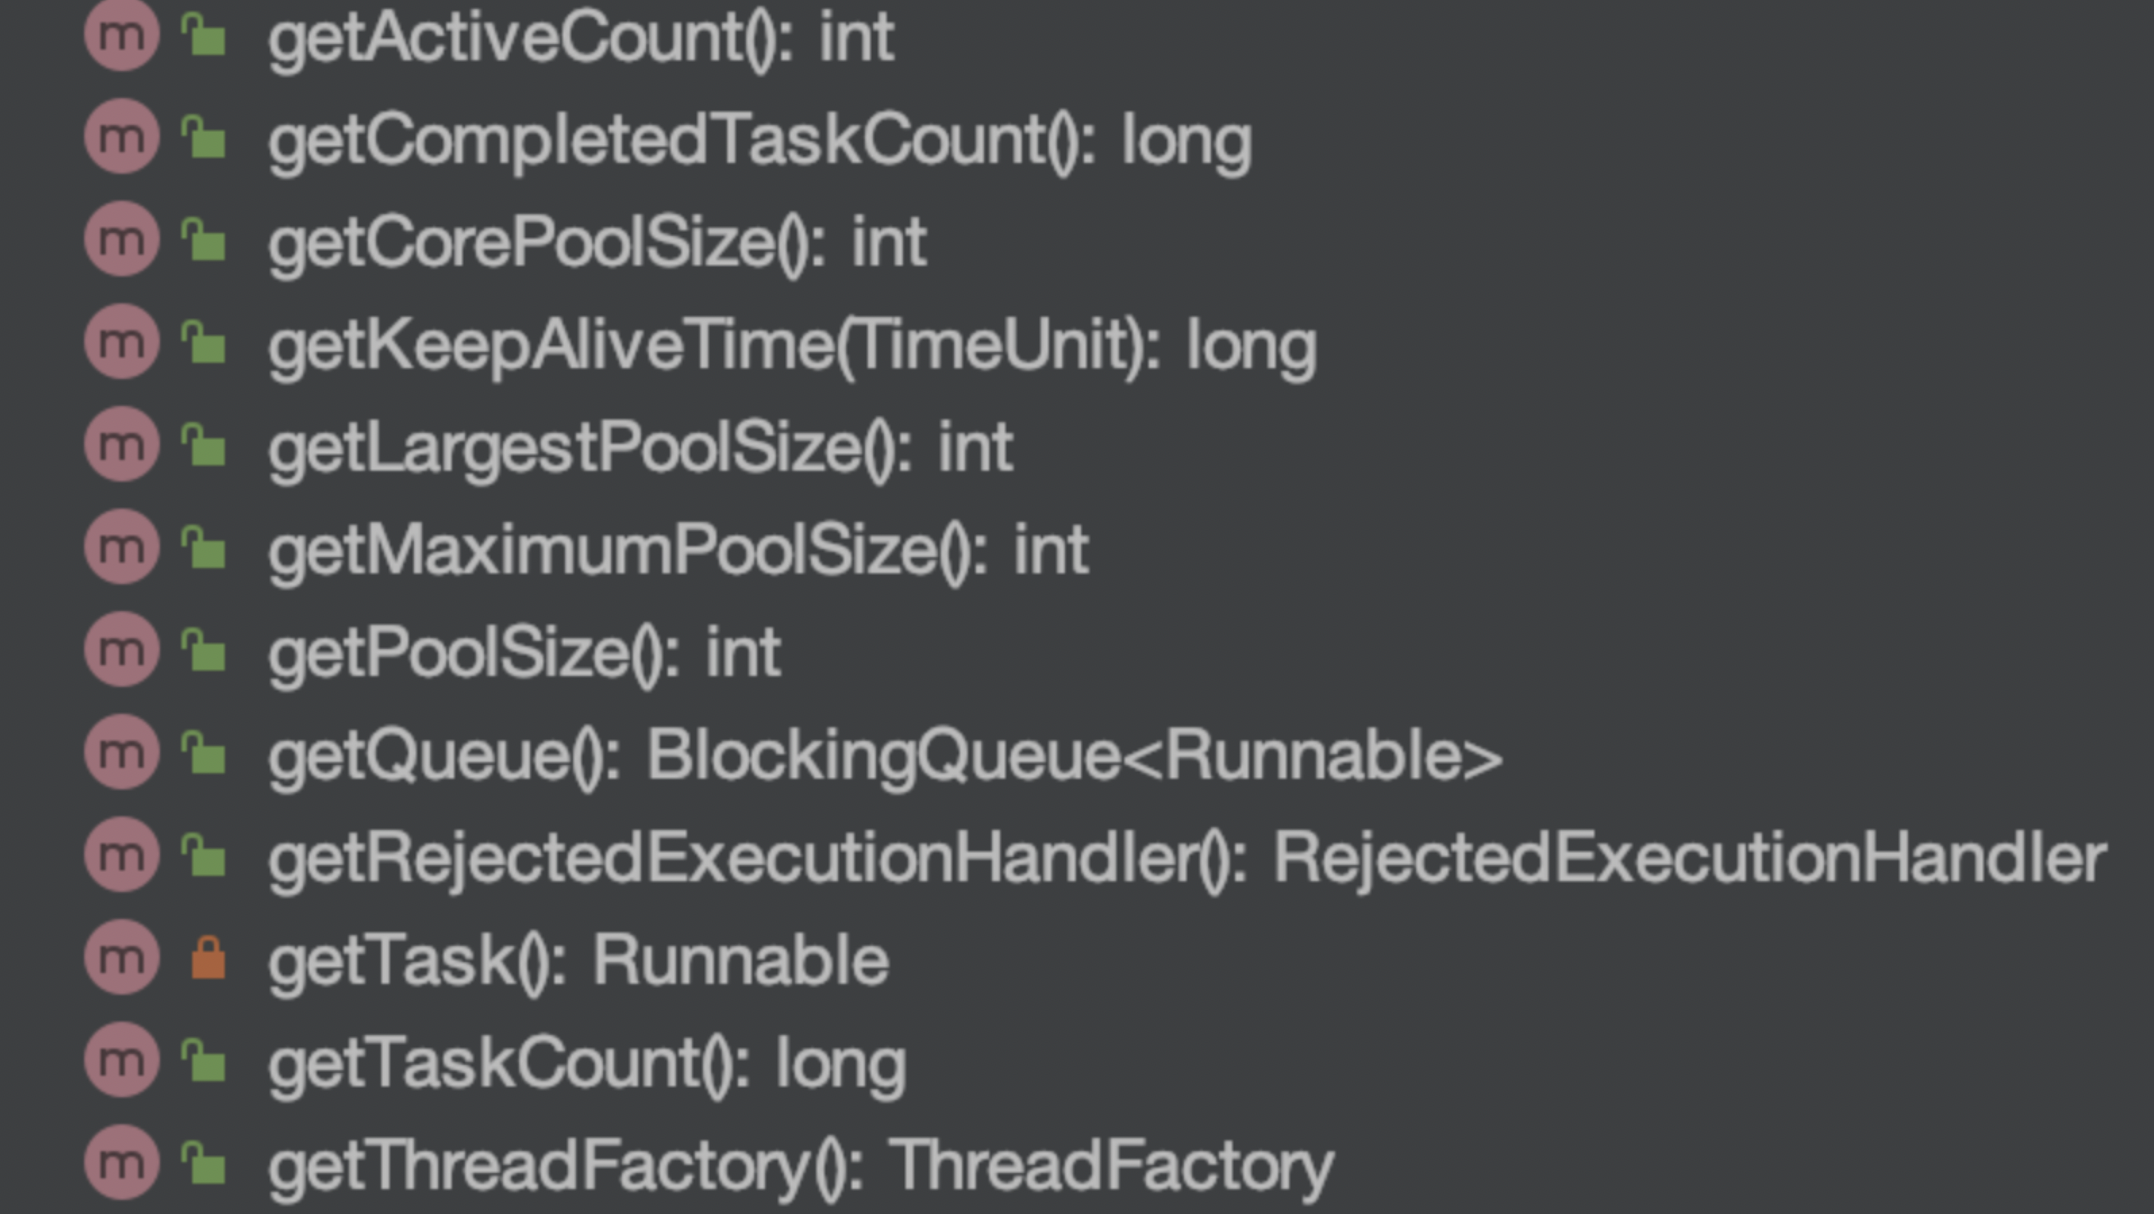 m getActiveCount(): int
m getCompletedTaskCount(): long
m getCorePoolSize(): int
m getKeepAliveTime(TimeUnit): long
m getLargestPoolSize(): int
m getMaximumPoolSize(): int
m getPoolSize(): int
m getQueue(): BlockingQueue<Runnable>
m getRejectedExecutionHandler(): RejectedExecutionHandler
m getTask(): Runnable
m getTaskCount(): long
m getThreadFactory(): ThreadFactory